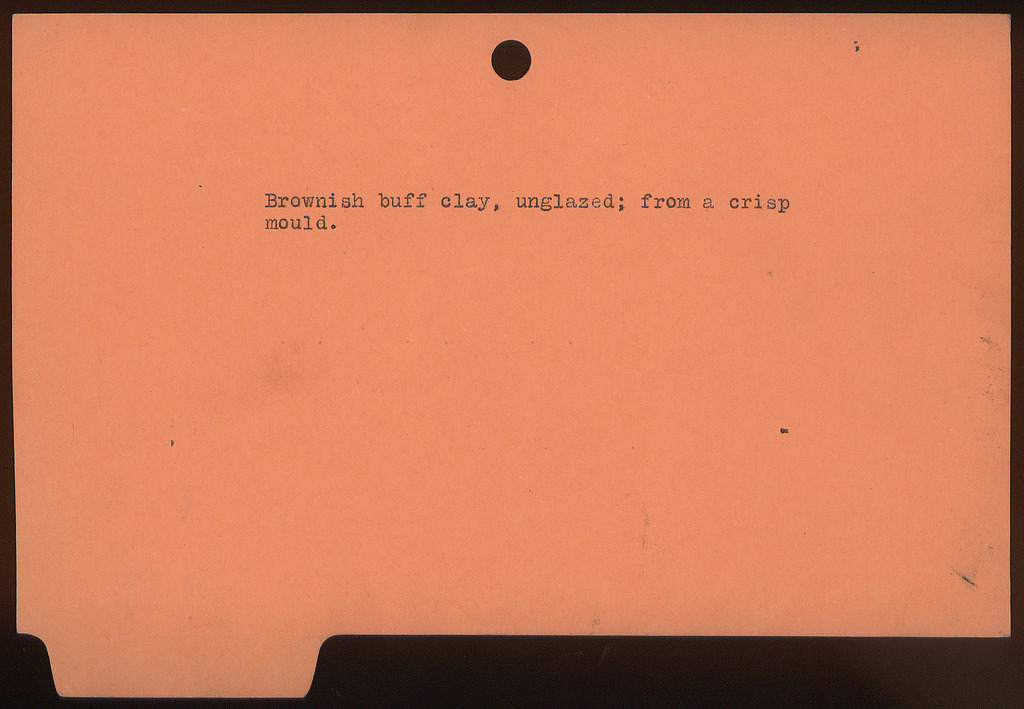 Brownish buff clay, unglazed; from a crisp
mould.